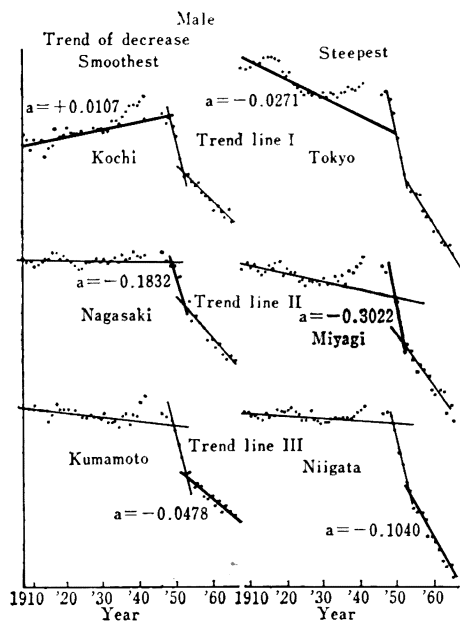 Male
Trend of decrease
Smoothest
Steepest
a=+0.0107
a=-0.0271
Trend line I
Kochi
Tokyo
a=-0.1832
Trend line II
a=-0.3022
Nagasaki
Miyagi
Trend line III
Kumamoto
Niigata
a=-0.0478
a=-0.1040
1910 '20 '30 '40 '50 '60 1910 '20 '30 '40 '50 '60
Year Year